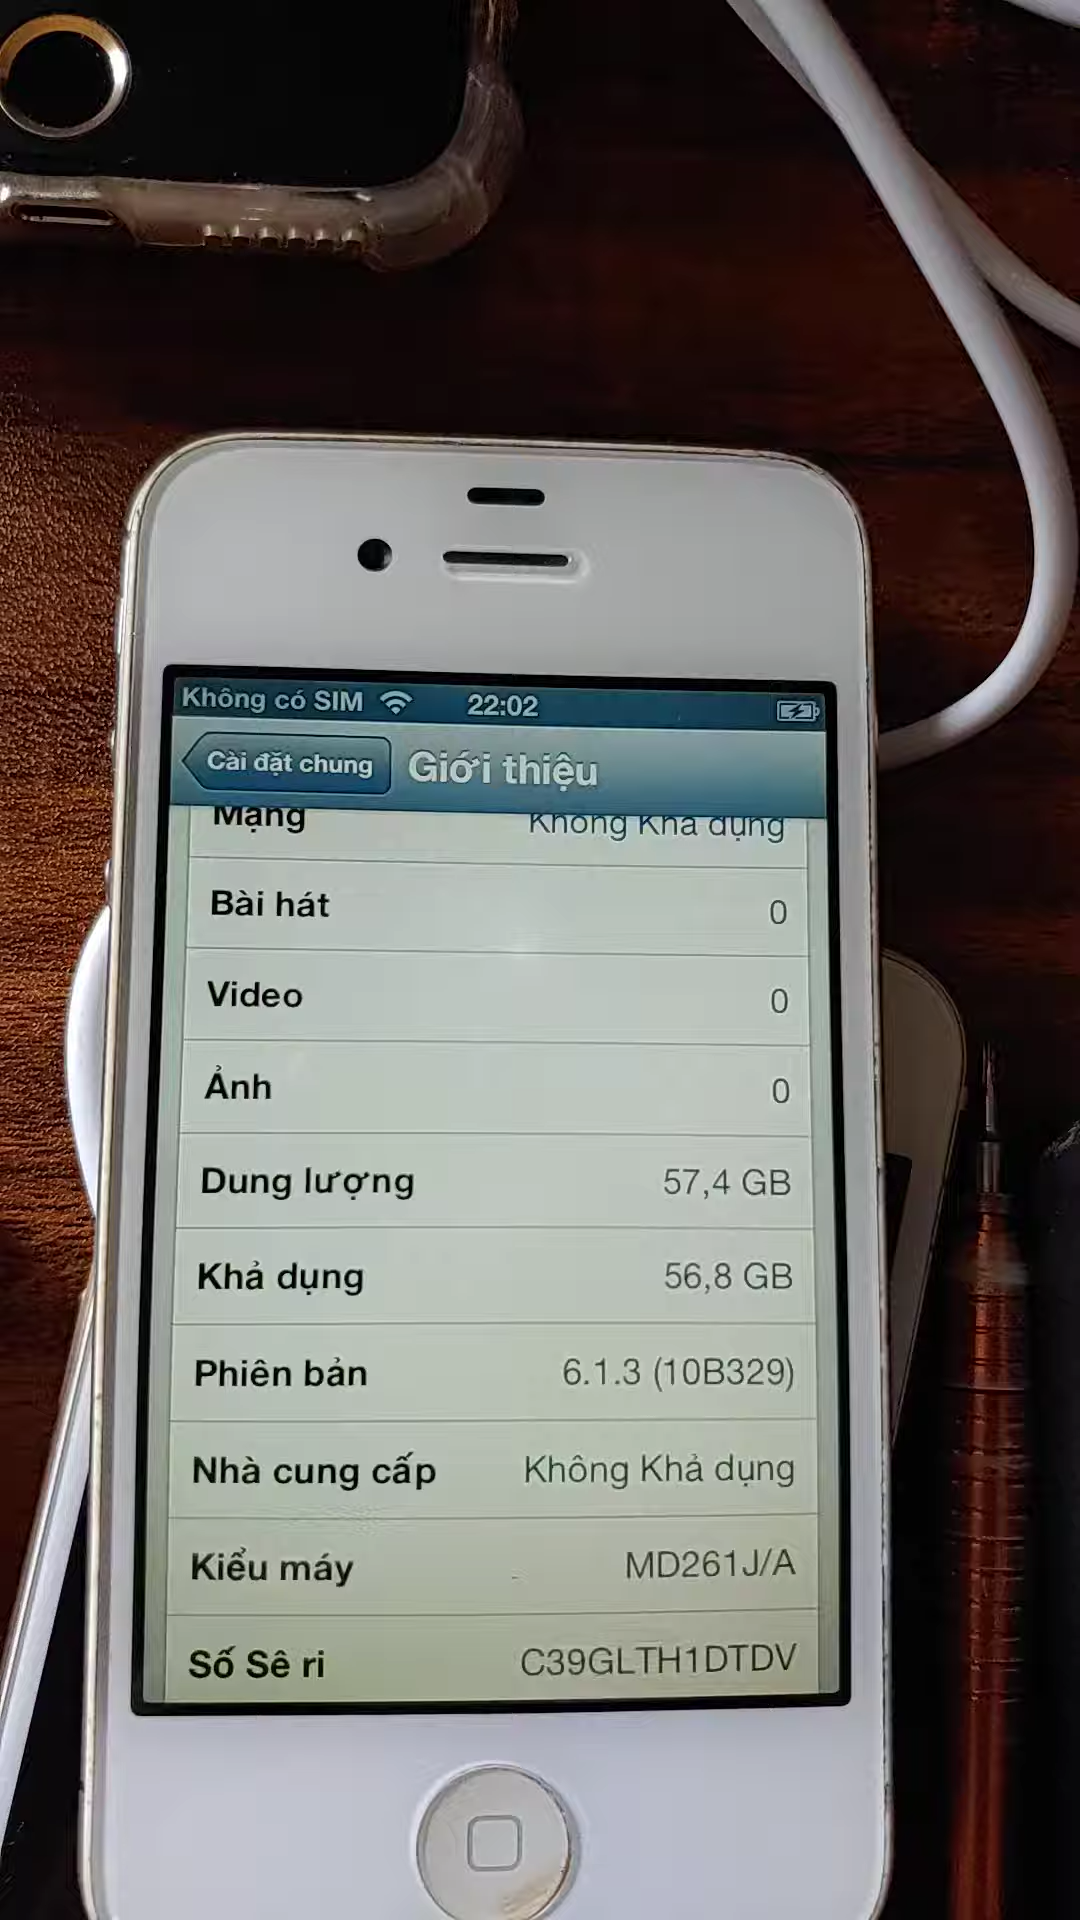 Không có SIM 22:02
Cài đặt chung Giới thiệu
Mạng Không Khả dụng
Bài hát 0
Video 0
Ảnh 0
Dung lượng 57,4 GB
Khả dụng 56,8 GB
Phiên bản 6.1.3 (10B329)
Nhà cung cấp Không Khả dụng
Kiểu máy MD261J/A
Số Sê ri C39GLTH1DTDV